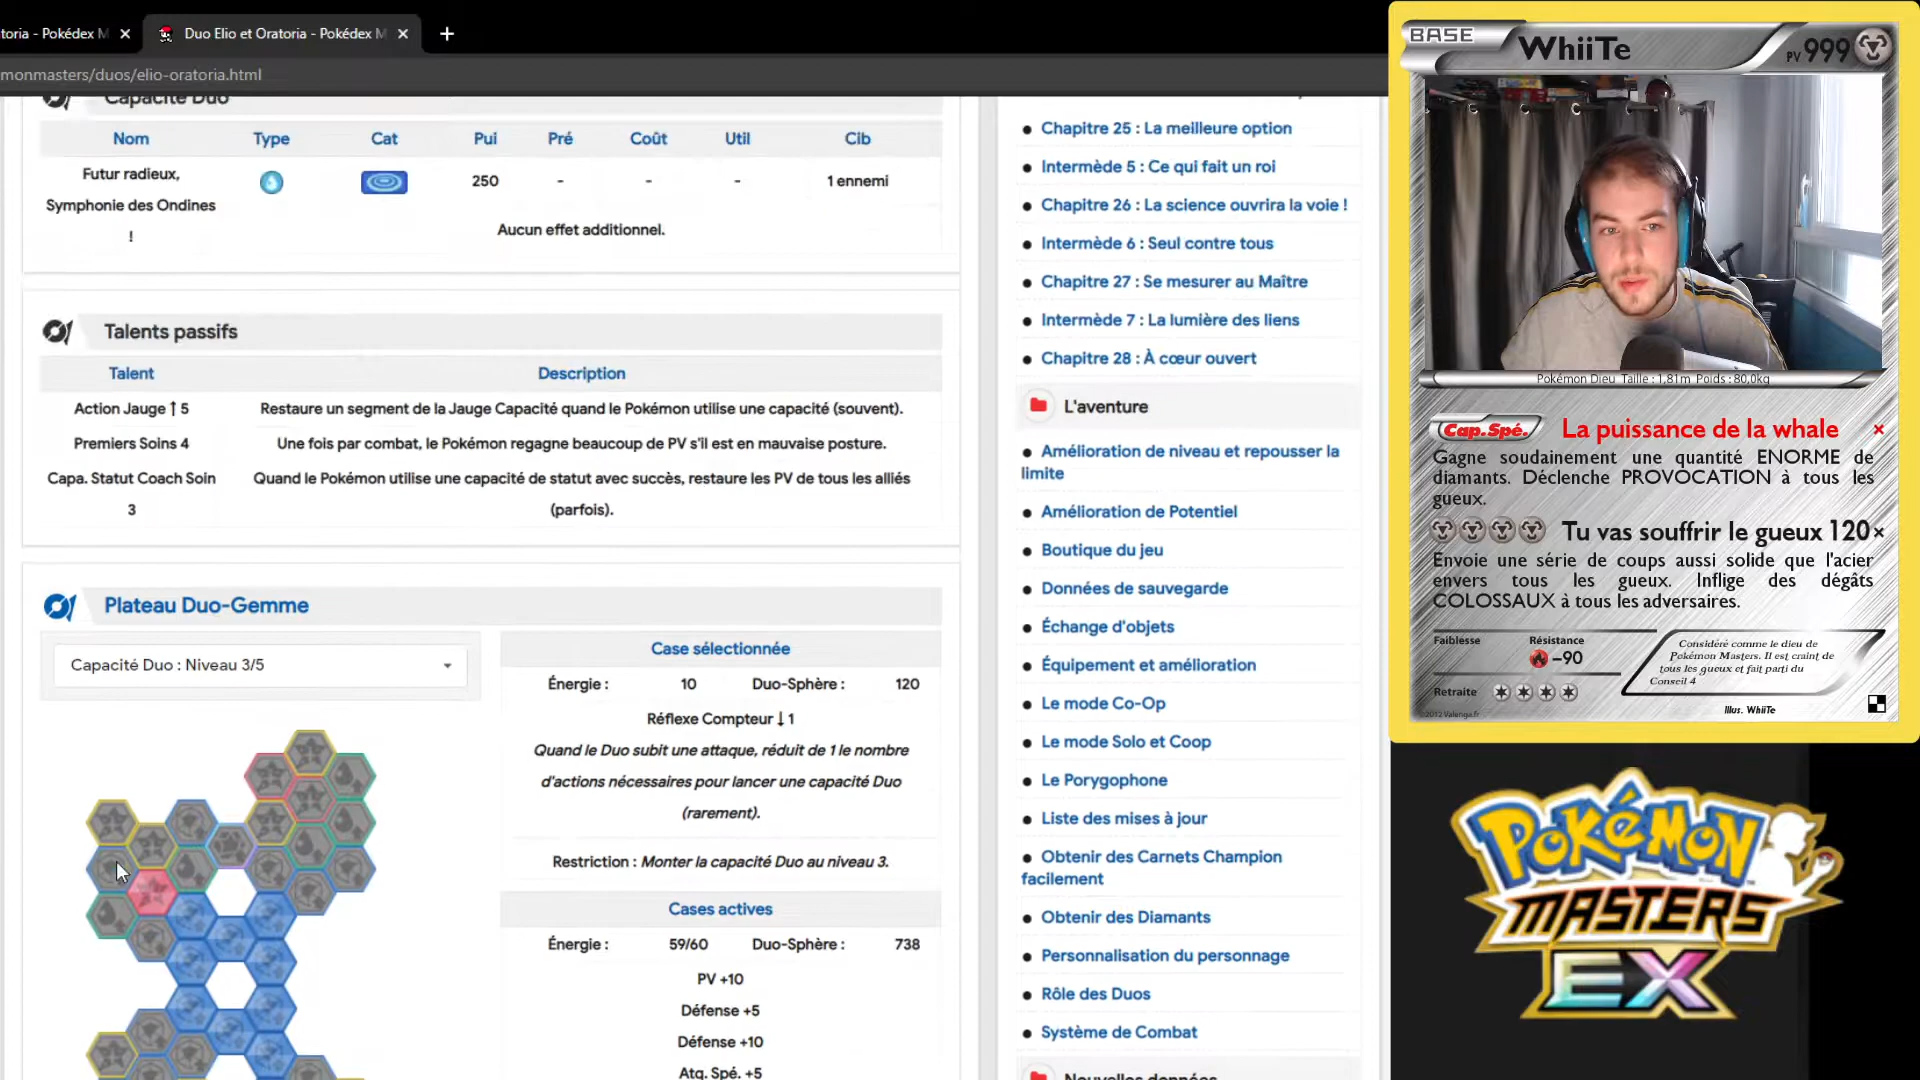 toria - Pokédex M
Duo Elio et Oratoria - Pokédex M
monmasters/duos/elio-oratoria.html
Capacité Duo
Nom Type Cat Pui Pré Coût Util Cib
Futur radieux,
Symphonie des Ondines
!
250 - - - 1 ennemi
Aucun effet additionnel.
Talents passifs
Talent Description
Action Jauge ↑ 5 Restaure un segment de la Jauge Capacité quand le Pokémon utilise une capacité (souvent).
Premiers Soins 4 Une fois par combat, le Pokémon regagne beaucoup de PV s'il est en mauvaise posture.
Capa. Statut Coach Soin
3
Quand le Pokémon utilise une capacité de statut avec succès, restaure les PV de tous les alliés
(parfois).
Plateau Duo-Gemme
Capacité Duo : Niveau 3/5
Case sélectionnée
Énergie : 10 Duo-Sphère : 120
Réflexe Compteur ↓ 1
Quand le Duo subit une attaque, réduit de 1 le nombre
d'actions nécessaires pour lancer une capacité Duo
(rarement).
Restriction : Monter la capacité Duo au niveau 3.
Cases actives
Énergie : 59/60 Duo-Sphère : 738
PV +10
Défense +5
Défense +10
Atq. Spé. +5
Chapitre 25 : La meilleure option
Intermède 5 : Ce qui fait un roi
Chapitre 26 : La science ouvrira la voie !
Intermède 6 : Seul contre tous
Chapitre 27 : Se mesurer au Maître
Intermède 7 : La lumière des liens
Chapitre 28 : À cœur ouvert
L'aventure
Amélioration de niveau et repousser la
limite
Amélioration de Potentiel
Boutique du jeu
Données de sauvegarde
Échange d'objets
Équipement et amélioration
Le mode Co-Op
Le mode Solo et Coop
Le Porygophone
Liste des mises à jour
Obtenir des Carnets Champion
facilement
Obtenir des Diamants
Personnalisation du personnage
Rôle des Duos
Système de Combat
Nouvelles données
BASE
WhiiTe
PV 999
Pokémon Dieu Taille : 1,81m Poids : 80,0kg
Cap.Spé. La puissance de la whale ×
Gagne soudainement une quantité ENORME de
diamants. Déclenche PROVOCATION à tous les
gueux.
Tu vas souffrir le gueux 120×
Envoie une série de coups aussi solide que l'acier
envers tous les gueux. Inflige des dégâts
COLOSSAUX à tous les adversaires.
Faiblesse Résistance
-90
Retraite
Considéré comme le dieu de
Pokémon Masters. Il est craint de
tous les gueux et fait parti du
Conseil 4
Illus. WhiiTe
©2012 Valenga.fr
POKéMON
MASTERS
EX